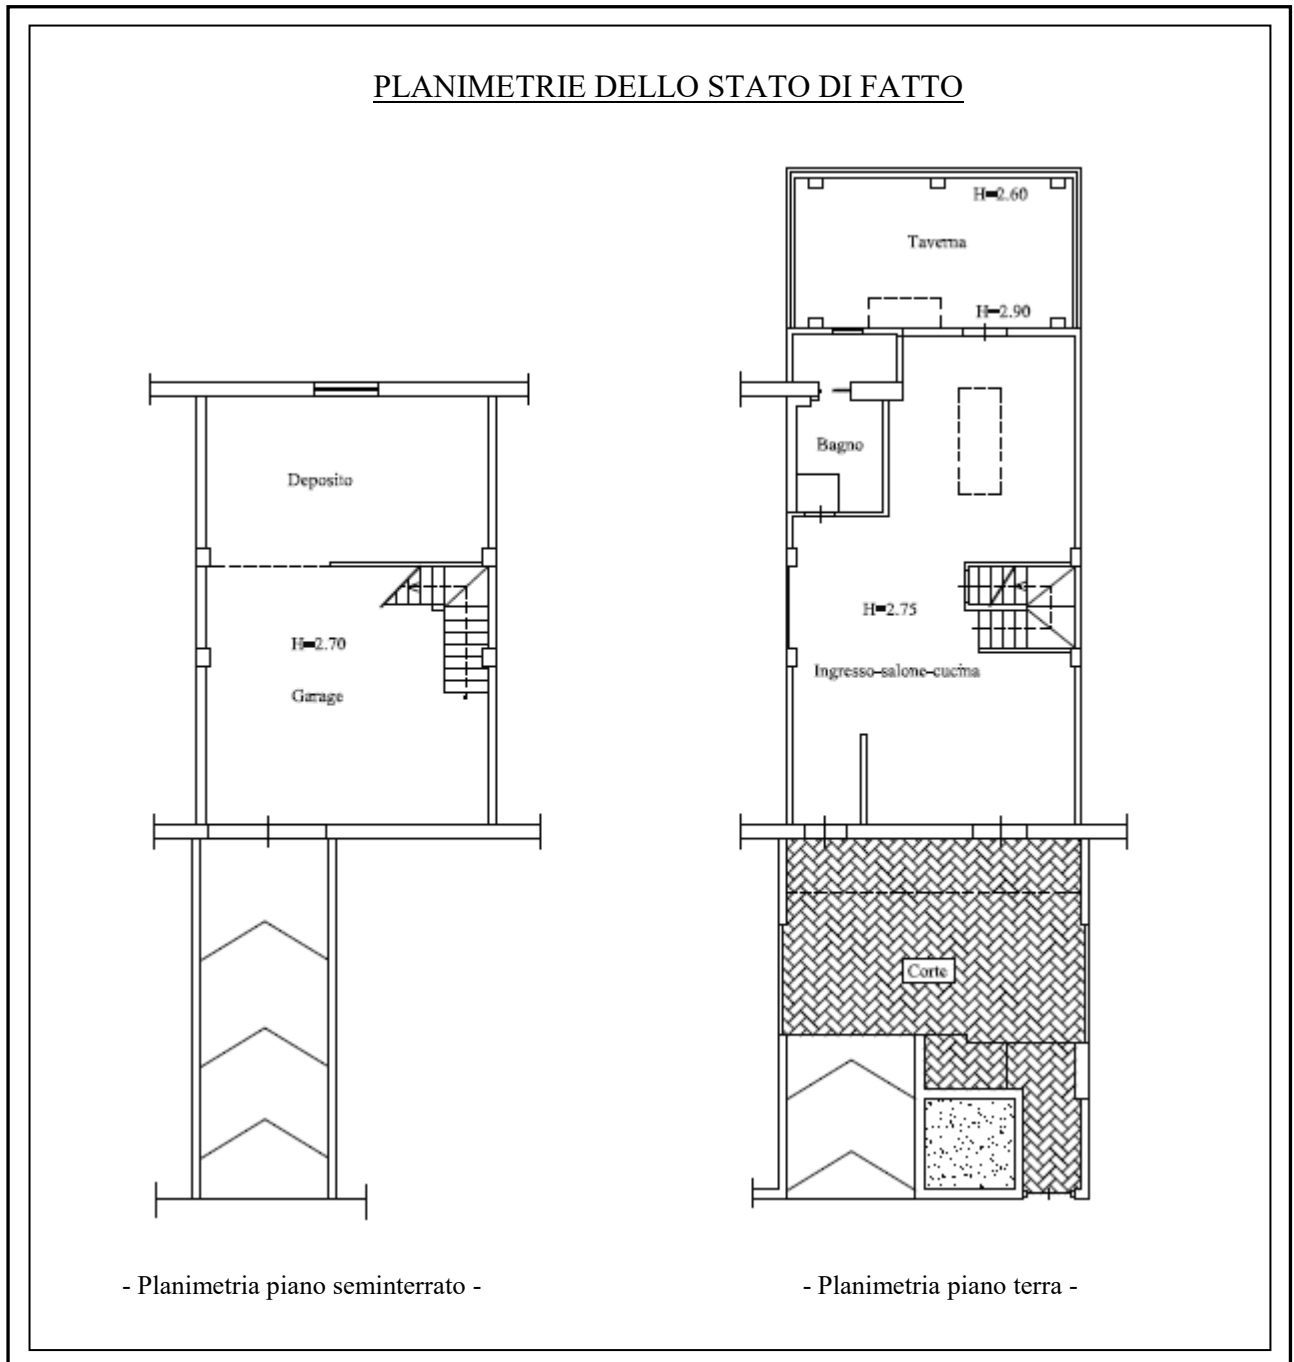 PLANIMETRIE DELLO STATO DI FATTO
H=2.60
Taverna
H=2.90
Deposito
Bagno
H=2.70
Garage
H=2.75
Ingresso-salone-cucina
Corte
- Planimetria piano seminterrato -
- Planimetria piano terra -